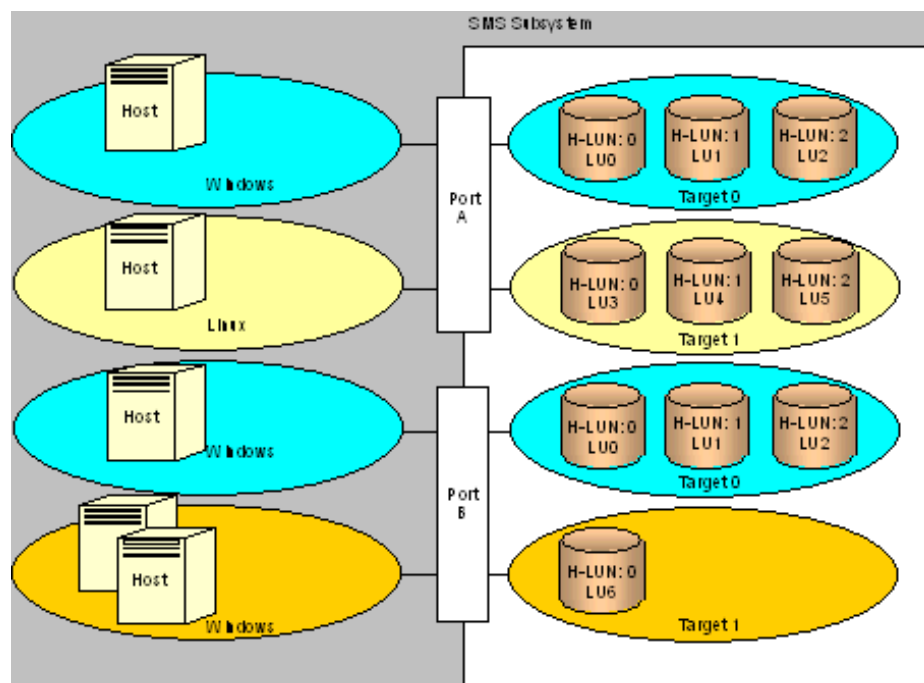 SMS Subsystem
Host
Windows
H-LUN: 0
LU0
H-LUN: 1
LU1
H-LUN: 2
LU2
Target 0
Port
A
Host
Linux
H-LUN: 0
LU3
H-LUN: 1
LU4
H-LUN: 2
LU5
Target 1
Host
Windows
H-LUN: 0
LU0
H-LUN: 1
LU1
H-LUN: 2
LU2
Target 0
Port
B
Host
Windows
H-LUN: 0
LU6
Target 1